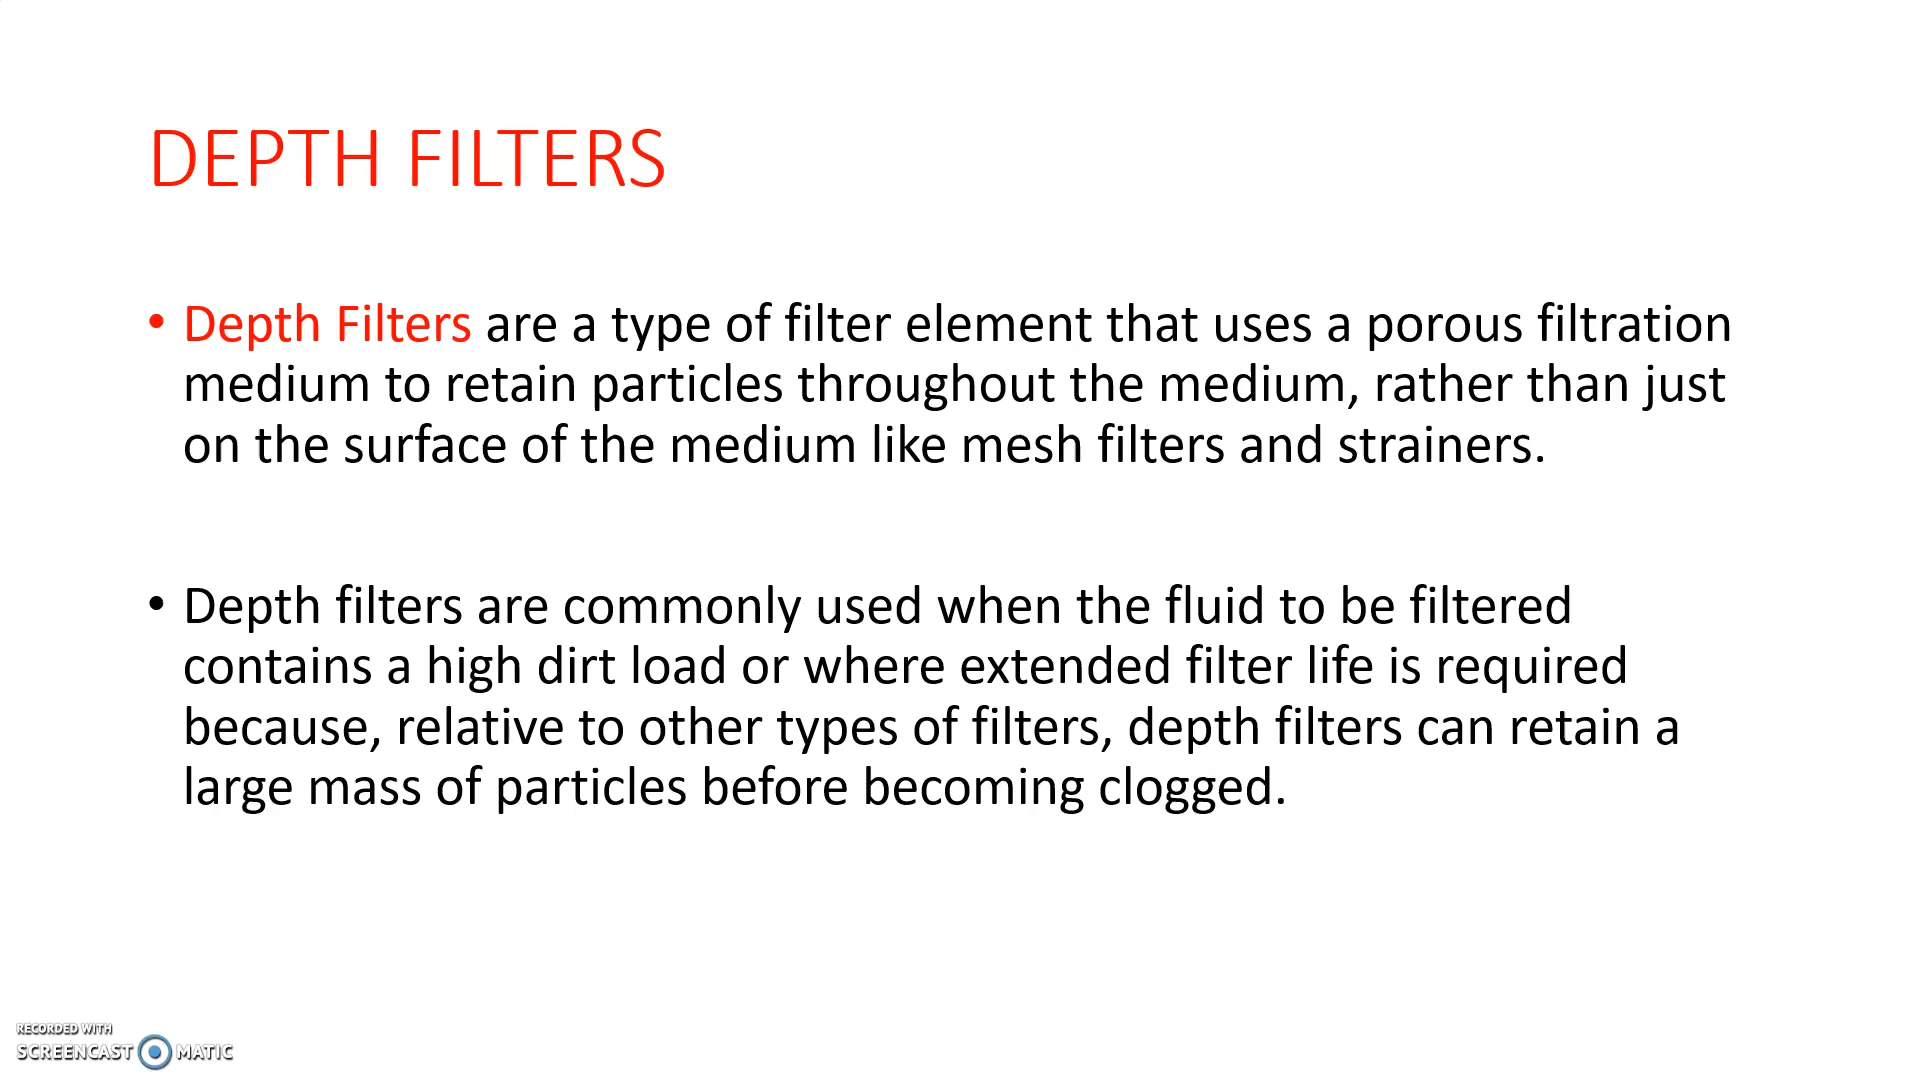 DEPTH FILTERS
• Depth Filters are a type of filter element that uses a porous filtration
medium to retain particles throughout the medium, rather than just
on the surface of the medium like mesh filters and strainers.
• Depth filters are commonly used when the fluid to be filtered
contains a high dirt load or where extended filter life is required
because, relative to other types of filters, depth filters can retain a
large mass of particles before becoming clogged.
RECORDED WITH
SCREENCAST MATIC